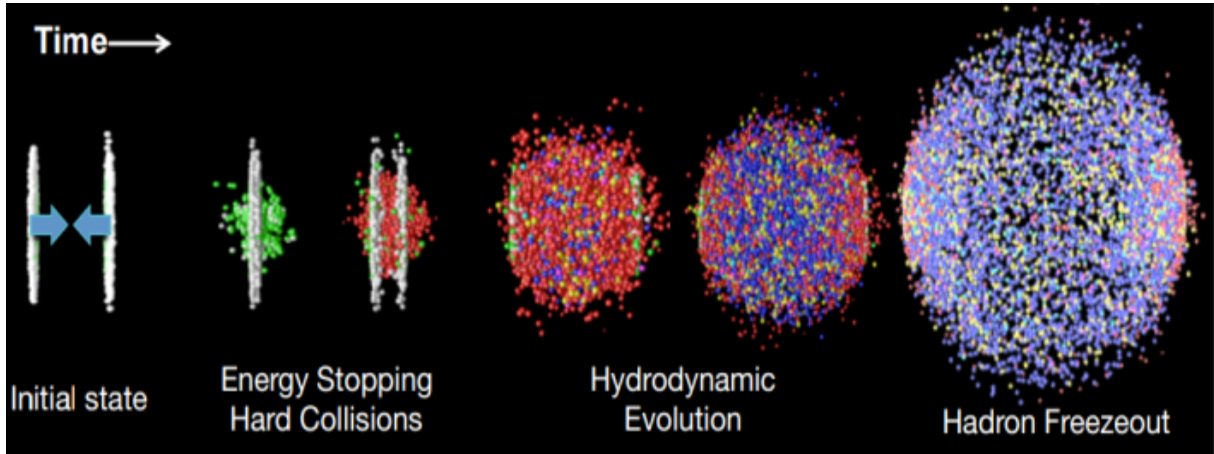 Time
Initial state
Energy Stopping
Hard Collisions
Hydrodynamic
Evolution
Hadron Freezeout